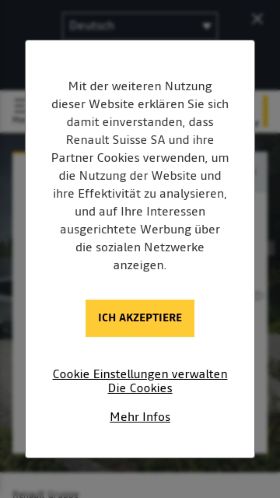 Deutsch
Mit der weiteren Nutzung
dieser Website erklären Sie sich
damit einverstanden, dass
Renault Suisse SA und ihre
Partner Cookies verwenden, um
die Nutzung der Website und
ihre Effektivität zu analysieren,
und auf Ihre Interessen
ausgerichtete Werbung über
die sozialen Netzwerke
anzeigen.
ICH AKZEPTIERE
Cookie Einstellungen verwalten
Die Cookies
Mehr Infos